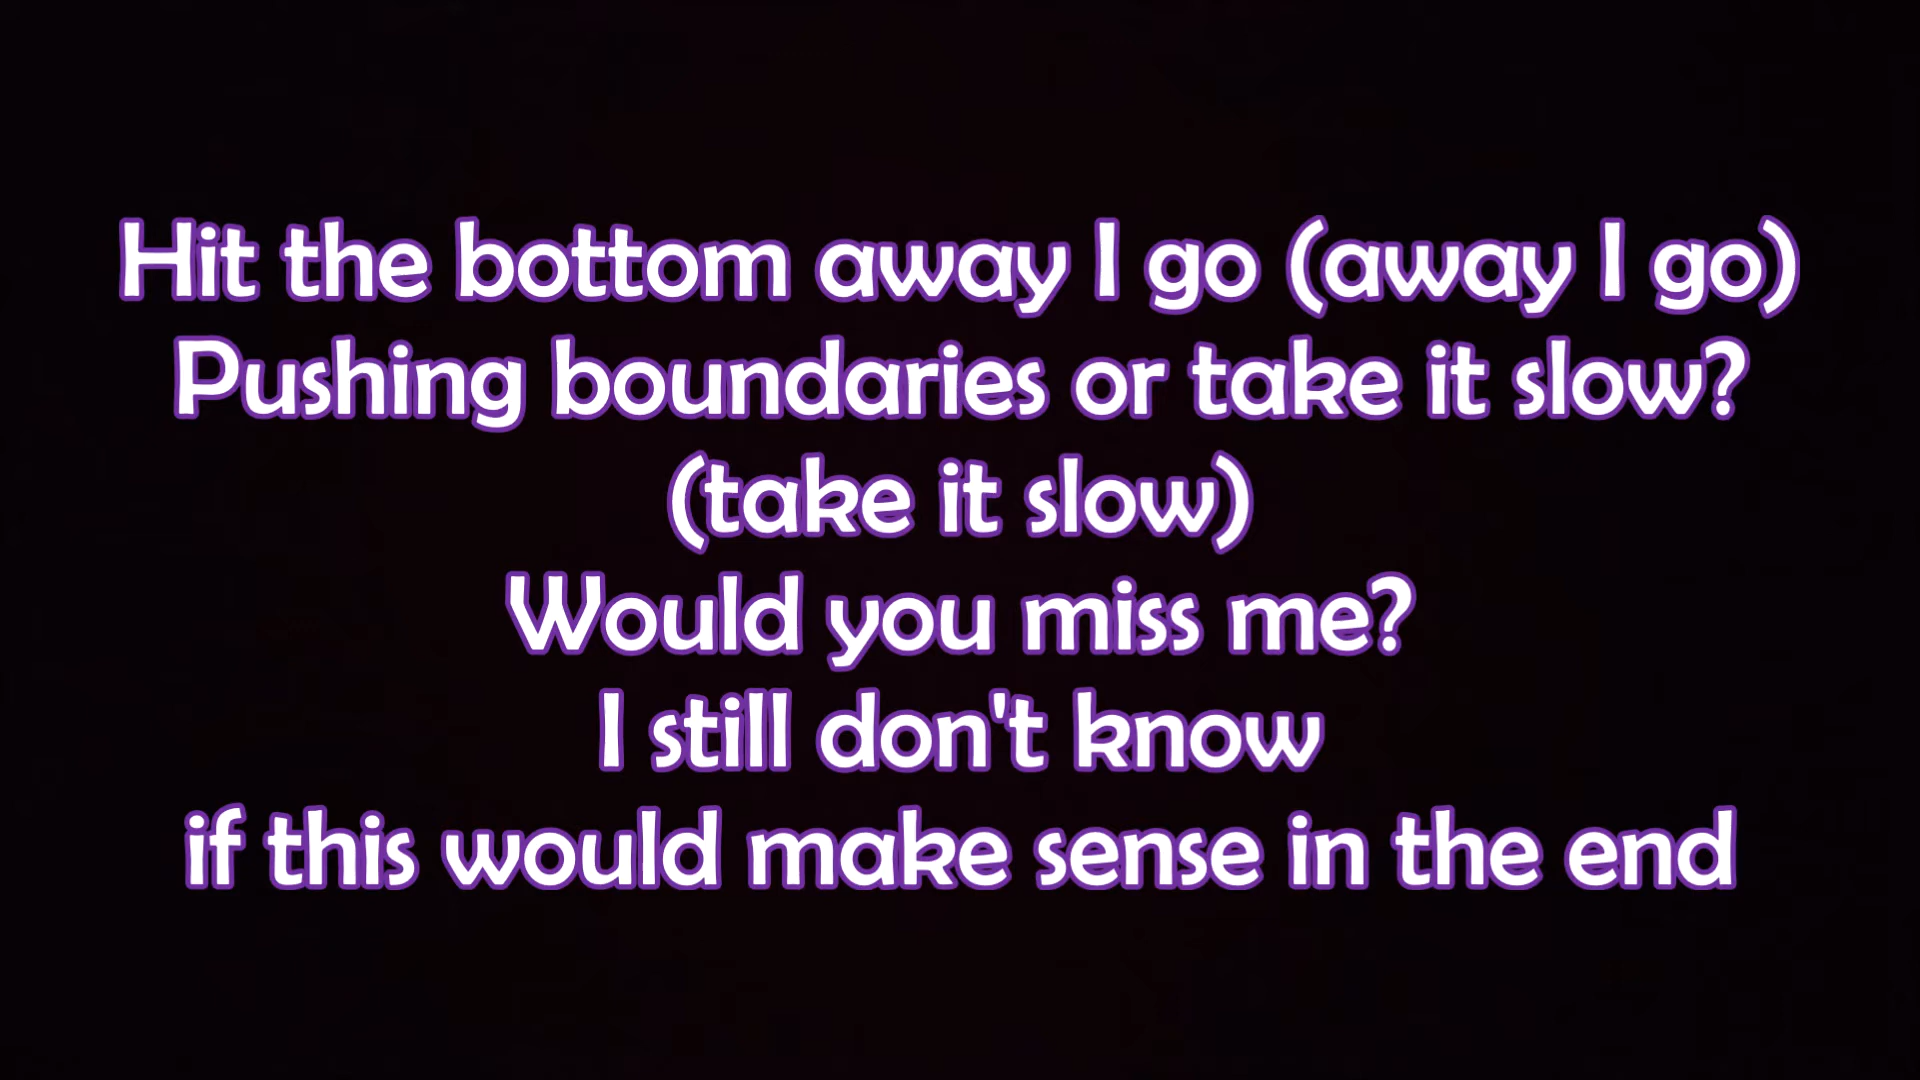 Hit the bottom away I go (away I go)
Pushing boundaries or take it slow?
(take it slow)
Would you miss me?
I still don't know
if this would make sense in the end